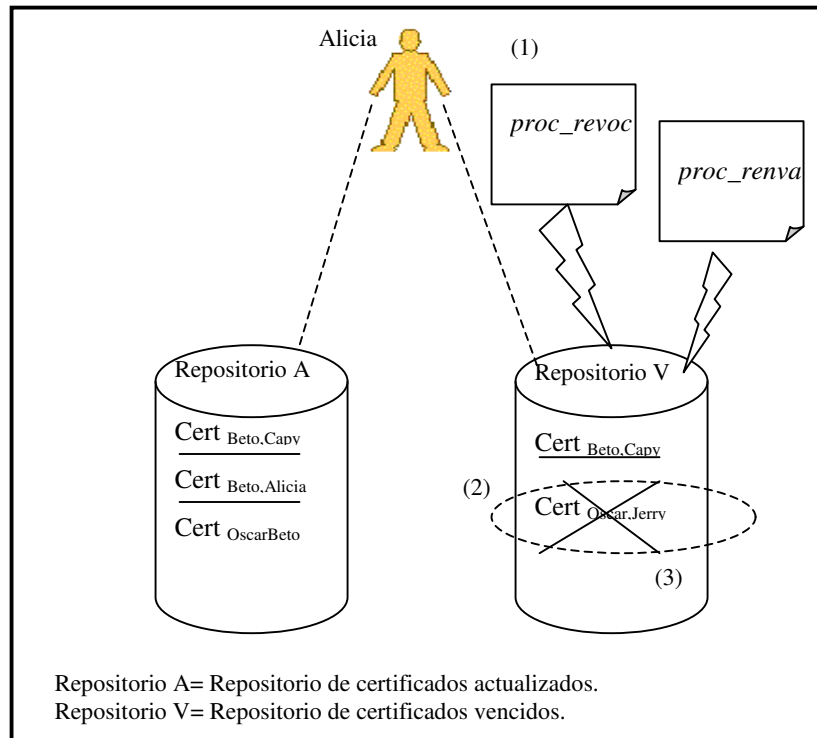 Alicia
(1)
proc_revoc
proc_renva
Repositorio A
Cert Beto,Capy
Cert Beto,Alicia
Cert OscarBeto
Repositorio V
Cert Beto,Capy
(2)
Cert Oscar,Jerry
(3)
Repositorio A= Repositorio de certificados actualizados.
Repositorio V= Repositorio de certificados vencidos.